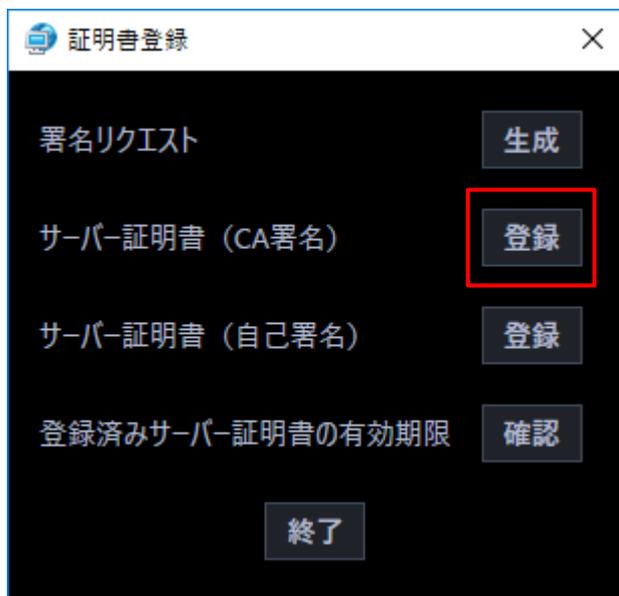 証明書登録
署名リクエスト 生成
サーバー証明書（CA署名） 登録
サーバー証明書（自己署名） 登録
登録済みサーバー証明書の有効期限 確認
終了